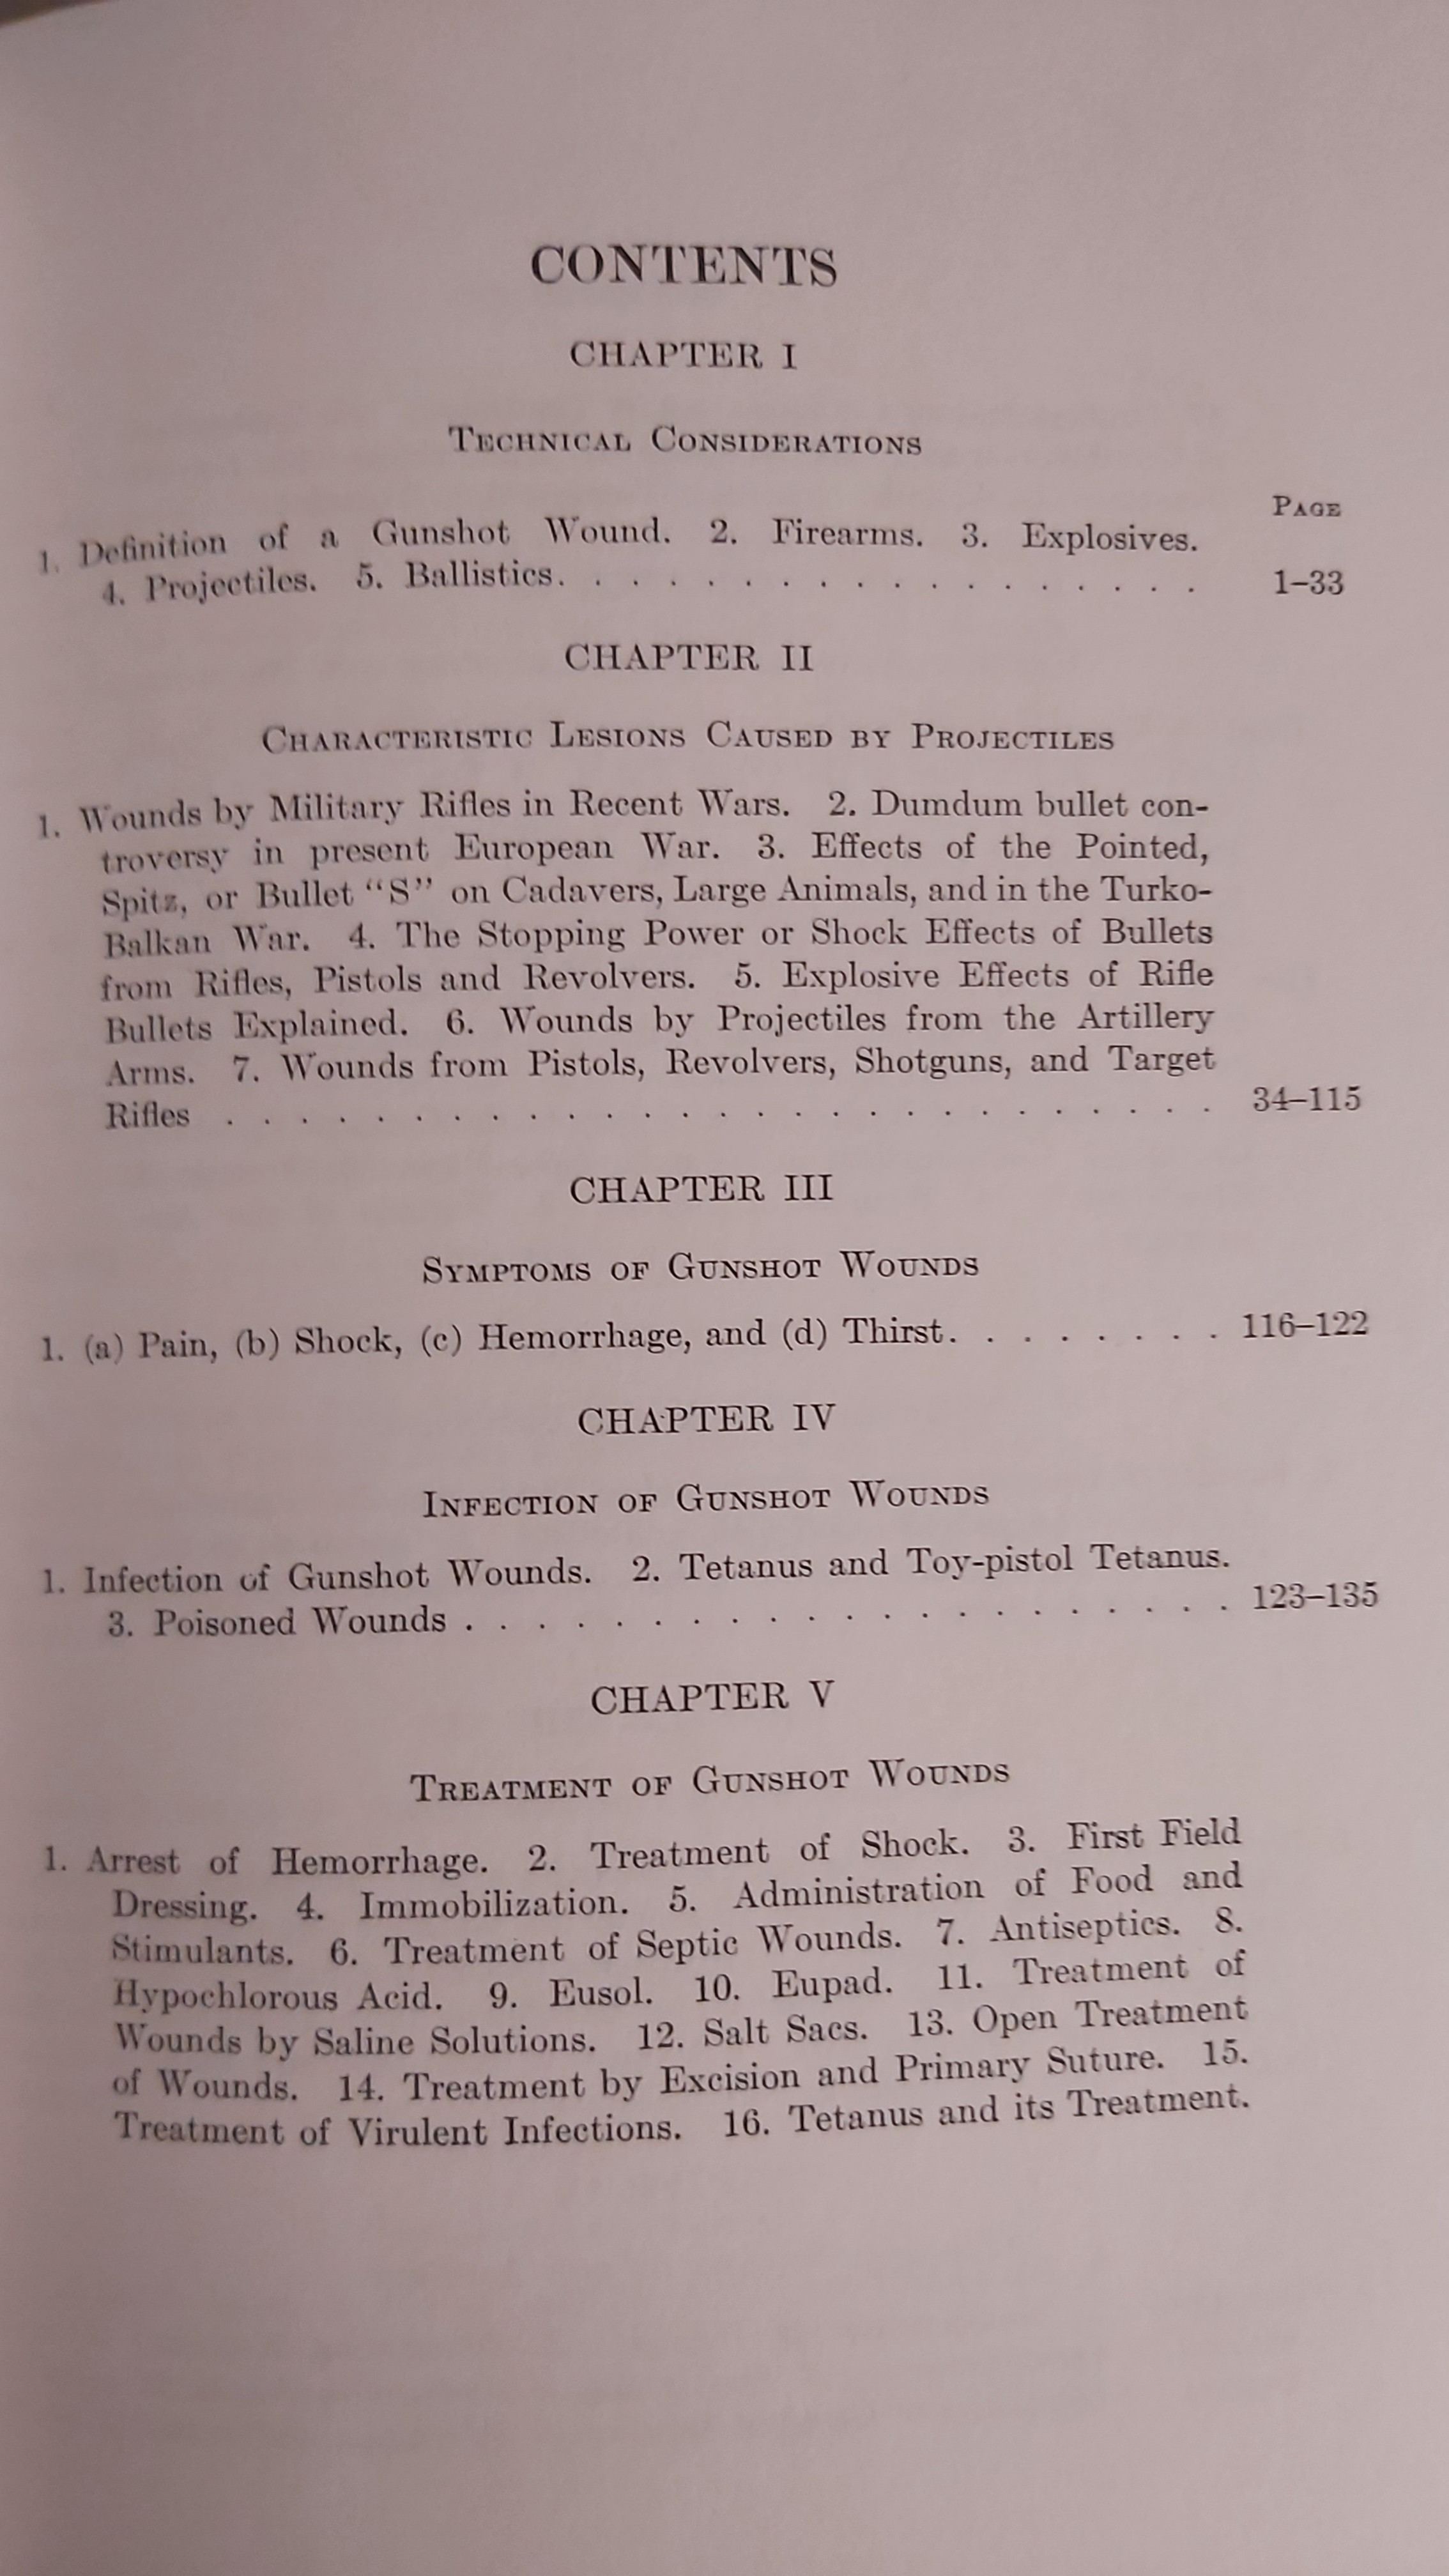 CONTENTS
CHAPTER I
Technical Considerations
Page
1. Definition of a Gunshot Wound. 2. Firearms. 3. Explosives.
4. Projectiles. 5. Ballistics. . . . . . . . . . . . . . . . . . 1–33
CHAPTER II
Characteristic Lesions Caused by Projectiles
1. Wounds by Military Rifles in Recent Wars. 2. Dumdum bullet con-
troversy in present European War. 3. Effects of the Pointed,
Spitz, or Bullet “S” on Cadavers, Large Animals, and in the Turko-
Balkan War. 4. The Stopping Power or Shock Effects of Bullets
from Rifles, Pistols and Revolvers. 5. Explosive Effects of Rifle
Bullets Explained. 6. Wounds by Projectiles from the Artillery
Arms. 7. Wounds from Pistols, Revolvers, Shotguns, and Target
Rifles . . . . . . . . . . . . . . . . . . . . . . . . . . 34–115
CHAPTER III
Symptoms of Gunshot Wounds
1. (a) Pain, (b) Shock, (c) Hemorrhage, and (d) Thirst. . . . . . . . 116–122
CHAPTER IV
Infection of Gunshot Wounds
1. Infection of Gunshot Wounds. 2. Tetanus and Toy-pistol Tetanus.
3. Poisoned Wounds . . . . . . . . . . . . . . . . . . . . 123–135
CHAPTER V
Treatment of Gunshot Wounds
1. Arrest of Hemorrhage. 2. Treatment of Shock. 3. First Field
Dressing. 4. Immobilization. 5. Administration of Food and
Stimulants. 6. Treatment of Septic Wounds. 7. Antiseptics. 8.
Hypochlorous Acid. 9. Eusol. 10. Eupad. 11. Treatment of
Wounds by Saline Solutions. 12. Salt Sacs. 13. Open Treatment
of Wounds. 14. Treatment by Excision and Primary Suture. 15.
Treatment of Virulent Infections. 16. Tetanus and its Treatment.